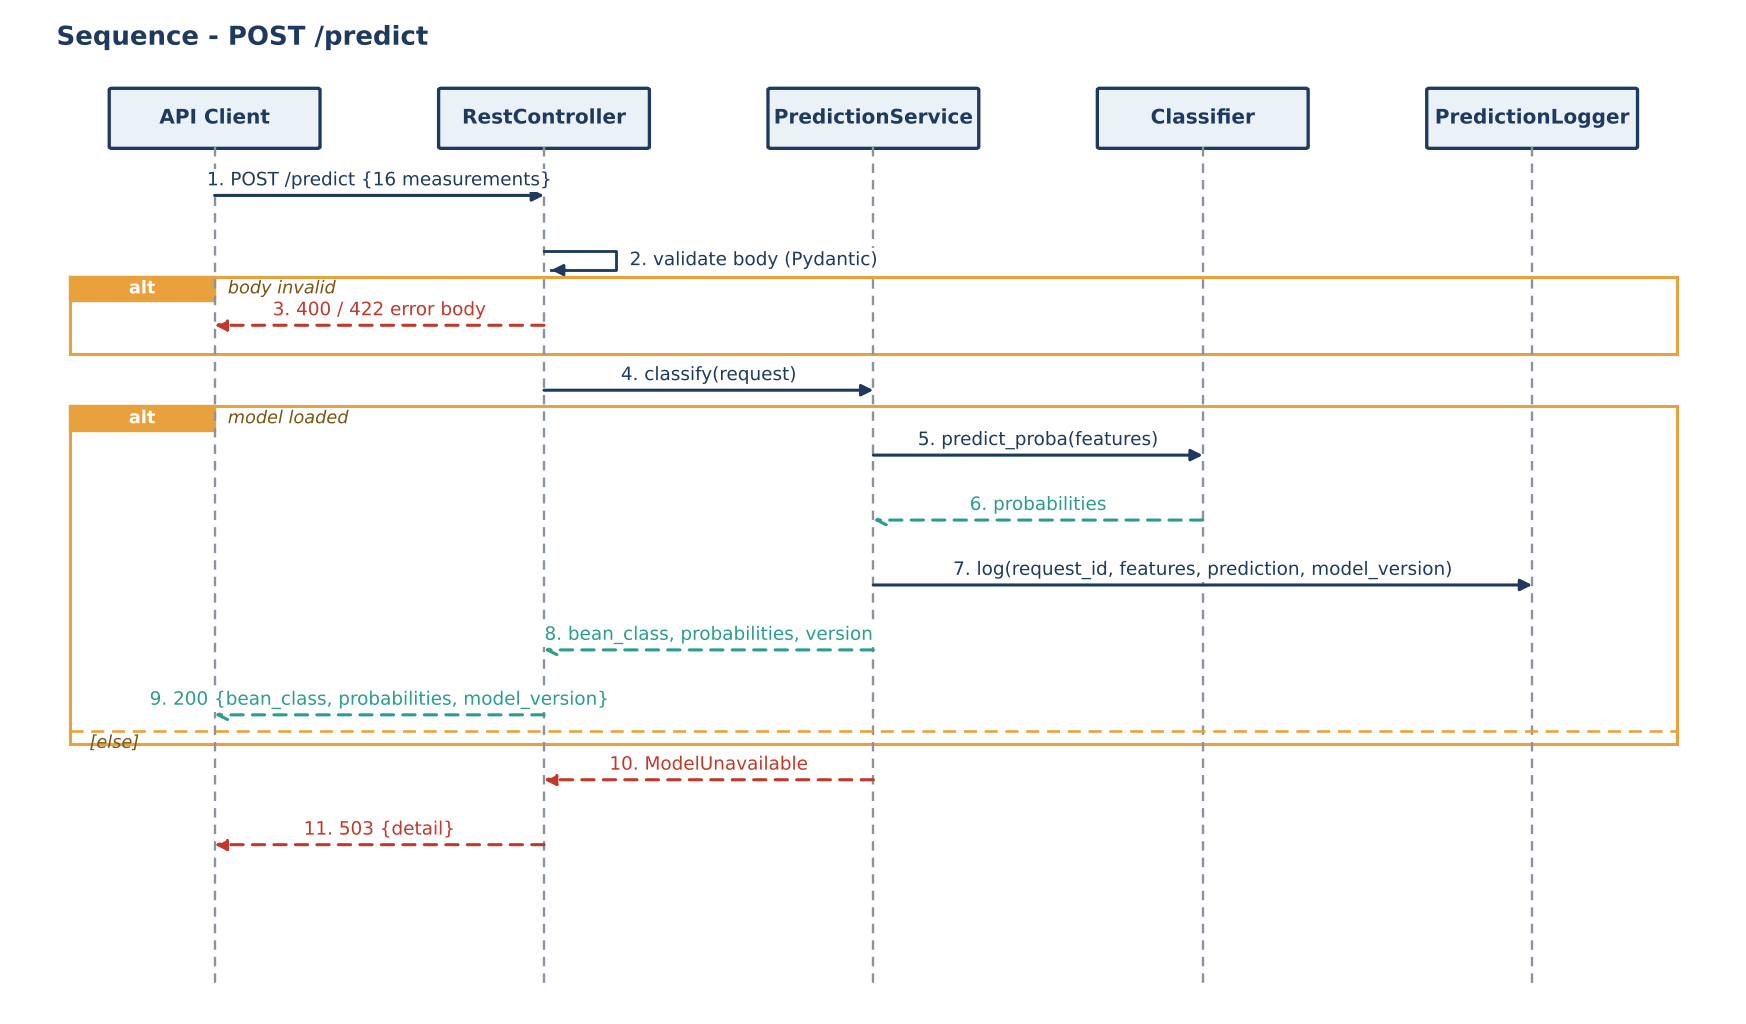 Sequence - POST /predict
API Client
RestController
PredictionService
Classifier
PredictionLogger
1. POST /predict {16 measurements}
2. validate body (Pydantic)
alt
body invalid
3. 400 / 422 error body
4. classify(request)
alt
model loaded
5. predict_proba(features)
6. probabilities
7. log(request_id, features, prediction, model_version)
8. bean_class, probabilities, version
9. 200 {bean_class, probabilities, model_version}
[else]
10. ModelUnavailable
11. 503 {detail}